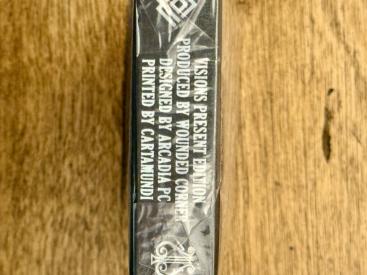 VISIONS PRESENT EDITION
PRODUCED BY WOUNDED CORNER
DESIGNED BY ARCADIA PC
PRINTED BY CARTAMUNDI